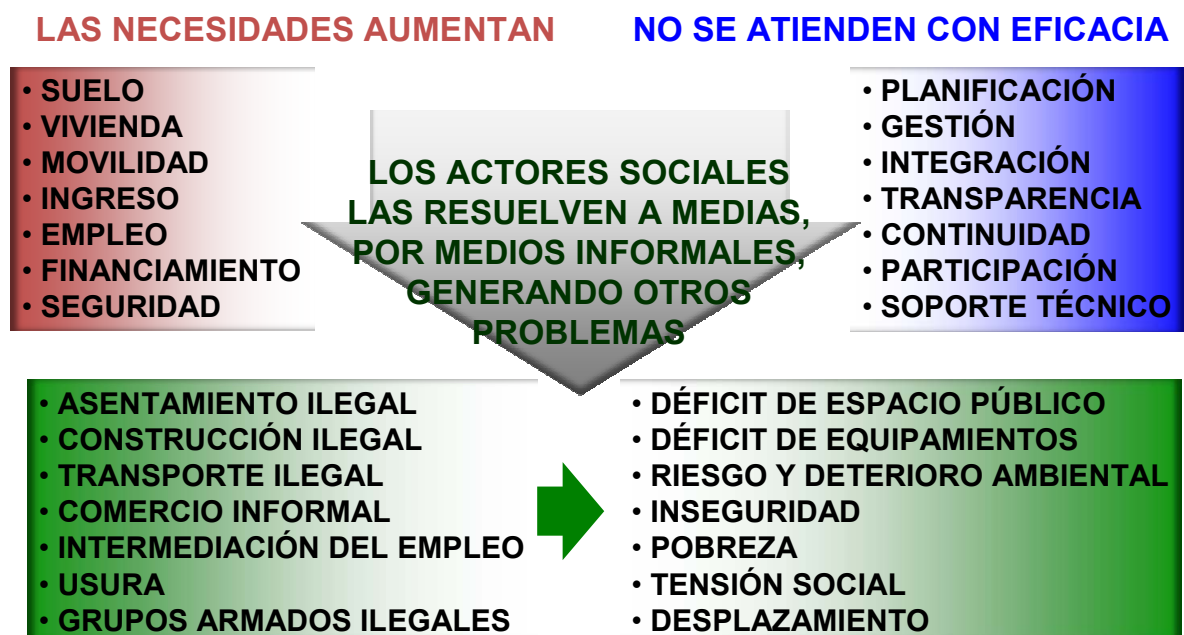 LAS NECESIDADES AUMENTAN
NO SE ATIENDEN CON EFICACIA
• SUELO
• VIVIENDA
• MOVILIDAD
• INGRESO
• EMPLEO
• FINANCIAMIENTO
• SEGURIDAD
LOS ACTORES SOCIALES
LAS RESUELVEN A MEDIAS,
POR MEDIOS INFORMALES,
GENERANDO OTROS
PROBLEMAS
• PLANIFICACIÓN
• GESTIÓN
• INTEGRACIÓN
• TRANSPARENCIA
• CONTINUIDAD
• PARTICIPACIÓN
• SOPORTE TÉCNICO
• ASENTAMIENTO ILEGAL
• CONSTRUCCIÓN ILEGAL
• TRANSPORTE ILEGAL
• COMERCIO INFORMAL
• INTERMEDIACIÓN DEL EMPLEO
• USURA
• GRUPOS ARMADOS ILEGALES
• DÉFICIT DE ESPACIO PÚBLICO
• DÉFICIT DE EQUIPAMIENTOS
• RIESGO Y DETERIORO AMBIENTAL
• INSEGURIDAD
• POBREZA
• TENSIÓN SOCIAL
• DESPLAZAMIENTO